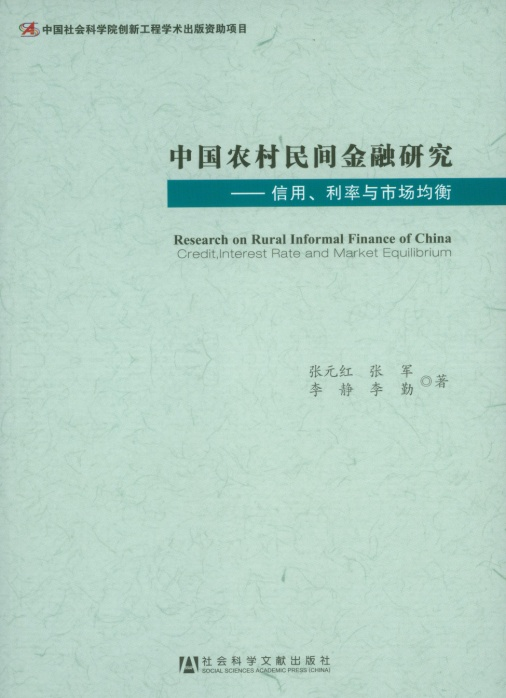 中国社会科学院创新工程学术出版资助项目
中国农村民间金融研究
——信用、利率与市场均衡
Research on Rural Informal Finance of China
Credit,Interest Rate and Market Equilibrium
张元红 张 军
李 静 李 勤 ◎著
社会科学文献出版社
SOCIAL SCIENCES ACADEMIC PRESS (CHINA)